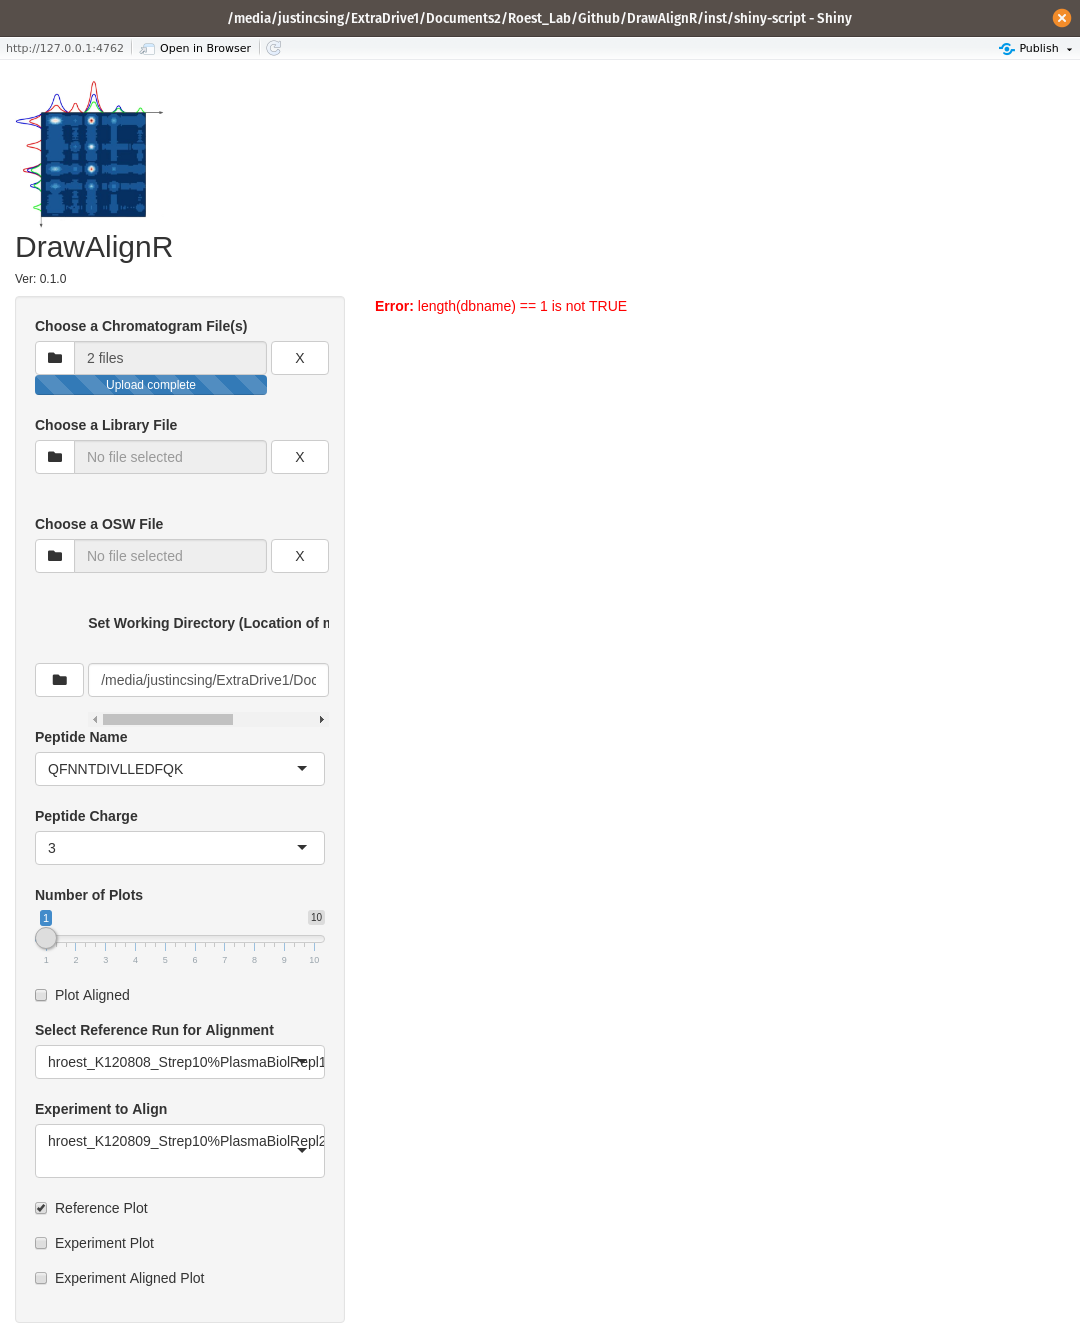 /media/justincsing/ExtraDrive1/Documents2/Roest_Lab/Github/DrawAlignR/inst/shiny-script - Shiny
http://127.0.0.1:4762 Open in Browser Publish
DrawAlignR
Ver: 0.1.0
Error: length(dbname) == 1 is not TRUE
Choose a Chromatogram File(s)
2 files X
Upload complete
Choose a Library File
No file selected X
Choose a OSW File
No file selected X
Set Working Directory (Location of
/media/justincsing/ExtraDrive1/Doc
Peptide Name
QFNNTDIVLLEDFQK
Peptide Charge
3
Number of Plots
1 10
1 2 3 4 5 6 7 8 9 10
Plot Aligned
Select Reference Run for Alignment
hroest_K120808_Strep10%PlasmaBiolRepl1
Experiment to Align
hroest_K120809_Strep10%PlasmaBiolRepl2
Reference Plot
Experiment Plot
Experiment Aligned Plot